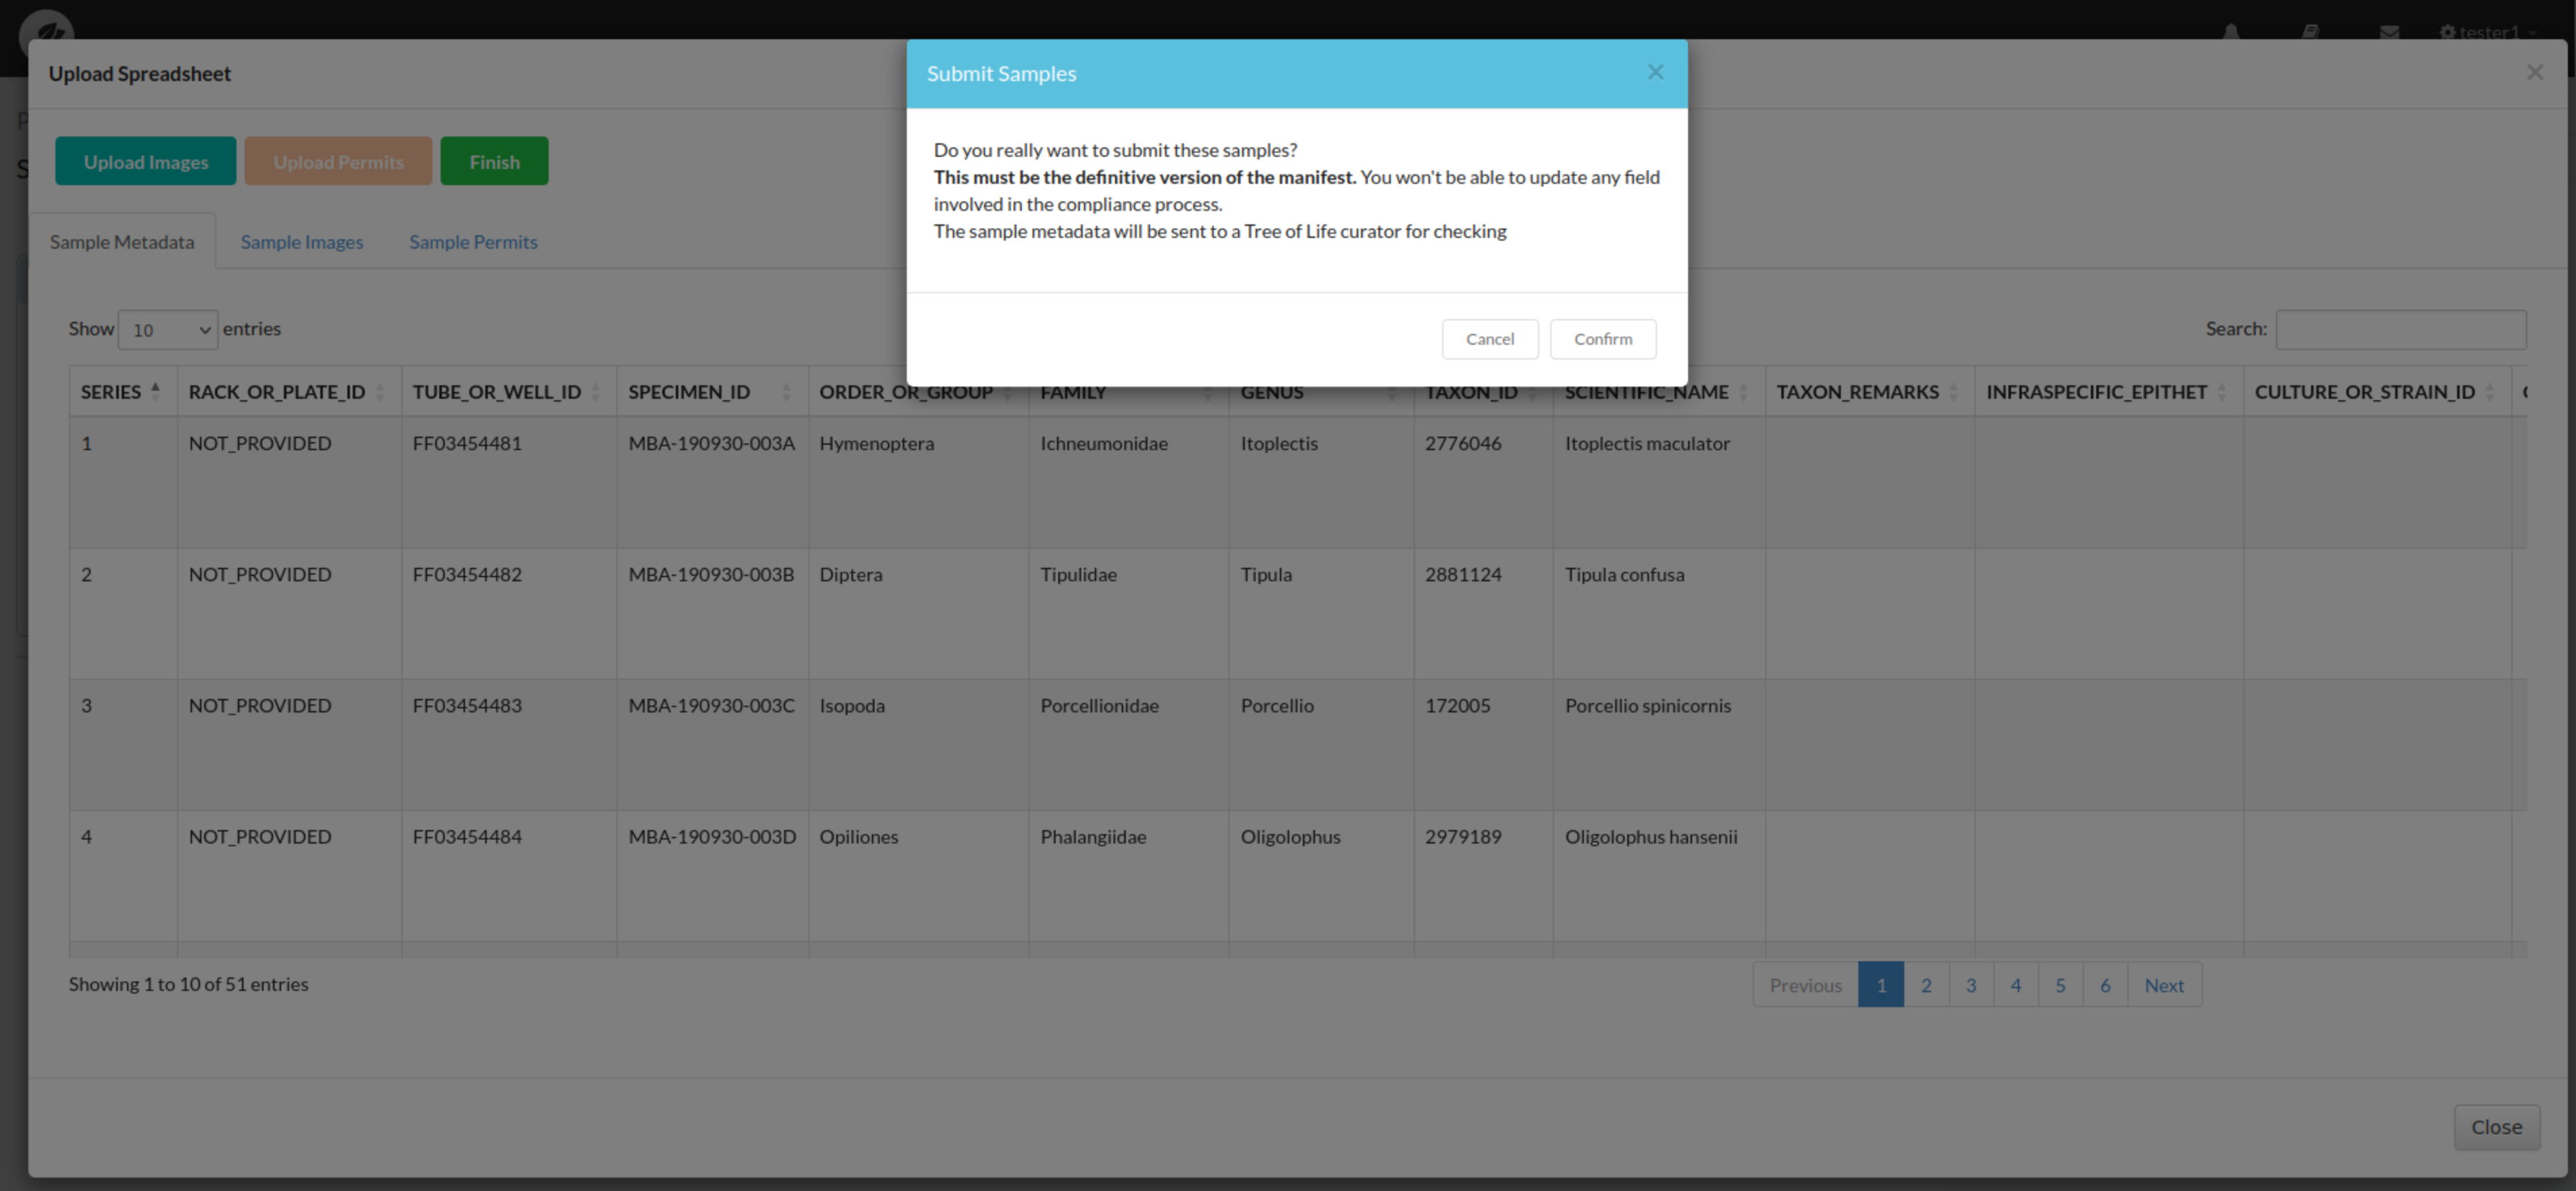 tester1
Upload Spreadsheet
Submit Samples
Do you really want to submit these samples?
This must be the definitive version of the manifest. You won't be able to update any field
involved in the compliance process.
The sample metadata will be sent to a Tree of Life curator for checking
Cancel Confirm
Upload Images Upload Permits Finish
Sample Metadata Sample Images Sample Permits
Show 10 entries Search:
SERIES RACK_OR_PLATE_ID TUBE_OR_WELL_ID SPECIMEN_ID ORDER_OR_GROUP FAMILY GENUS TAXON_ID SCIENTIFIC_NAME TAXON_REMARKS INFRASPECIFIC_EPITHET CULTURE_OR_STRAIN_ID
1 NOT_PROVIDED FF03454481 MBA-190930-003A Hymenoptera Ichneumonidae Itoplectis 2776046 Itoplectis maculator
2 NOT_PROVIDED FF03454482 MBA-190930-003B Diptera Tipulidae Tipula 2881124 Tipula confusa
3 NOT_PROVIDED FF03454483 MBA-190930-003C Isopoda Porcellionidae Porcellio 172005 Porcellio spinicornis
4 NOT_PROVIDED FF03454484 MBA-190930-003D Opiliones Phalangiidae Oligolophus 2979189 Oligolophus hansenii
Showing 1 to 10 of 51 entries
Previous 1 2 3 4 5 6 Next
Close